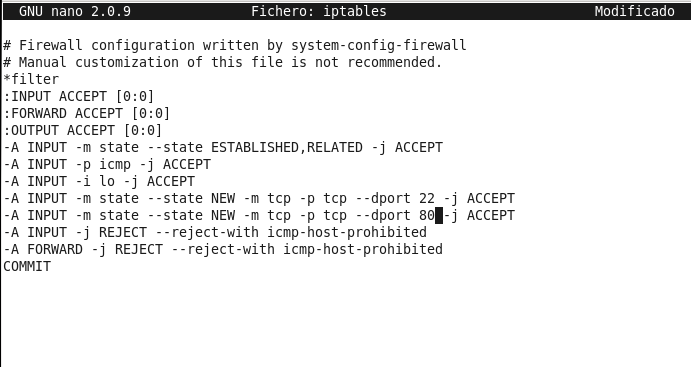 GNU nano 2.0.9 Fichero: iptables Modificado
# Firewall configuration written by system-config-firewall
# Manual customization of this file is not recommended.
*filter
:INPUT ACCEPT [0:0]
:FORWARD ACCEPT [0:0]
:OUTPUT ACCEPT [0:0]
-A INPUT -m state --state ESTABLISHED,RELATED -j ACCEPT
-A INPUT -p icmp -j ACCEPT
-A INPUT -i lo -j ACCEPT
-A INPUT -m state --state NEW -m tcp -p tcp --dport 22 -j ACCEPT
-A INPUT -m state --state NEW -m tcp -p tcp --dport 80 -j ACCEPT
-A INPUT -j REJECT --reject-with icmp-host-prohibited
-A FORWARD -j REJECT --reject-with icmp-host-prohibited
COMMIT